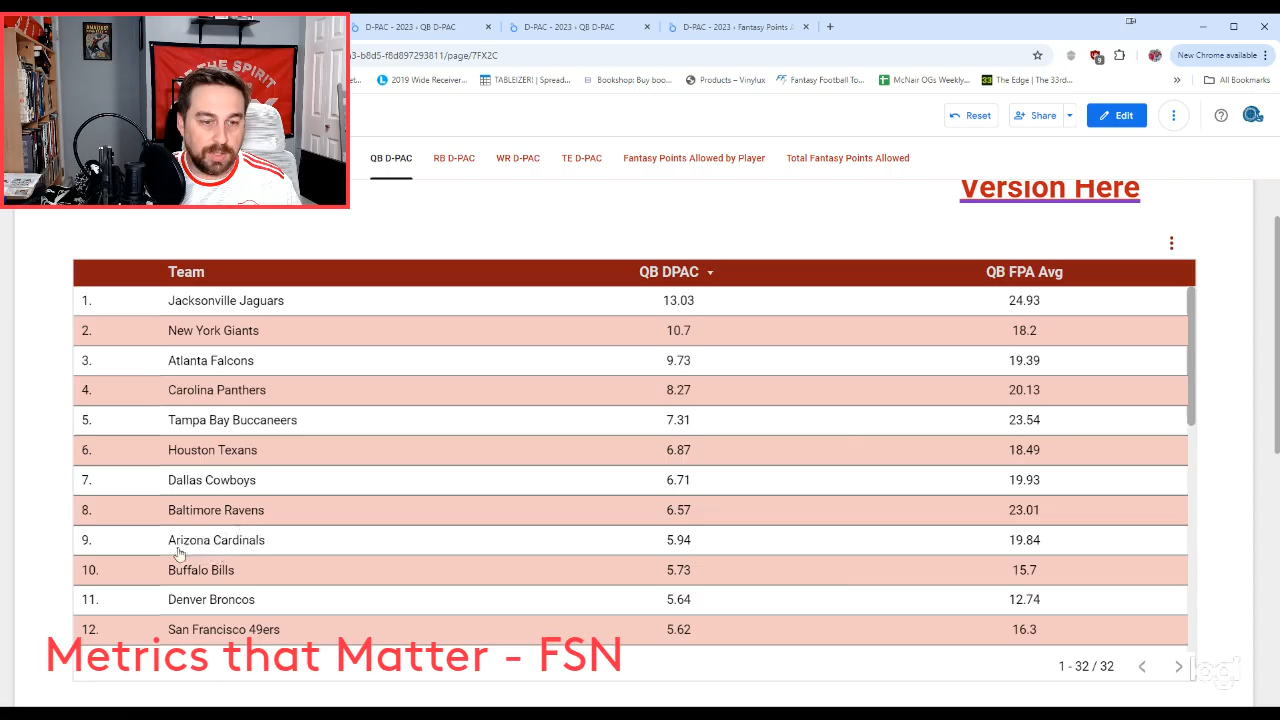 D-PAC - 2023 › QB D-PAC
D-PAC - 2023 › QB D-PAC
D-PAC - 2023 › Fantasy Points A
b3-b8d5-f8d897293811/page/7FX2C
New Chrome available
2019 Wide Receiver...
TABLEIZER! | Spread...
Bookshop: Buy boo...
Products – Vinylux
Fantasy Football To...
McNair OGs Weekly...
The Edge | The 33rd...
All Bookmarks
Reset
Share
Edit
THE SPIRIT
QB D-PAC
RB D-PAC
WR D-PAC
TE D-PAC
Fantasy Points Allowed by Player
Total Fantasy Points Allowed
Version Here
Team QB DPAC QB FPA Avg
1. Jacksonville Jaguars 13.03 24.93
2. New York Giants 10.7 18.2
3. Atlanta Falcons 9.73 19.39
4. Carolina Panthers 8.27 20.13
5. Tampa Bay Buccaneers 7.31 23.54
6. Houston Texans 6.87 18.49
7. Dallas Cowboys 6.71 19.93
8. Baltimore Ravens 6.57 23.01
9. Arizona Cardinals 5.94 19.84
10. Buffalo Bills 5.73 15.7
11. Denver Broncos 5.64 12.74
12. San Francisco 49ers 5.62 16.3
Metrics that Matter - FSN
1 - 32 / 32